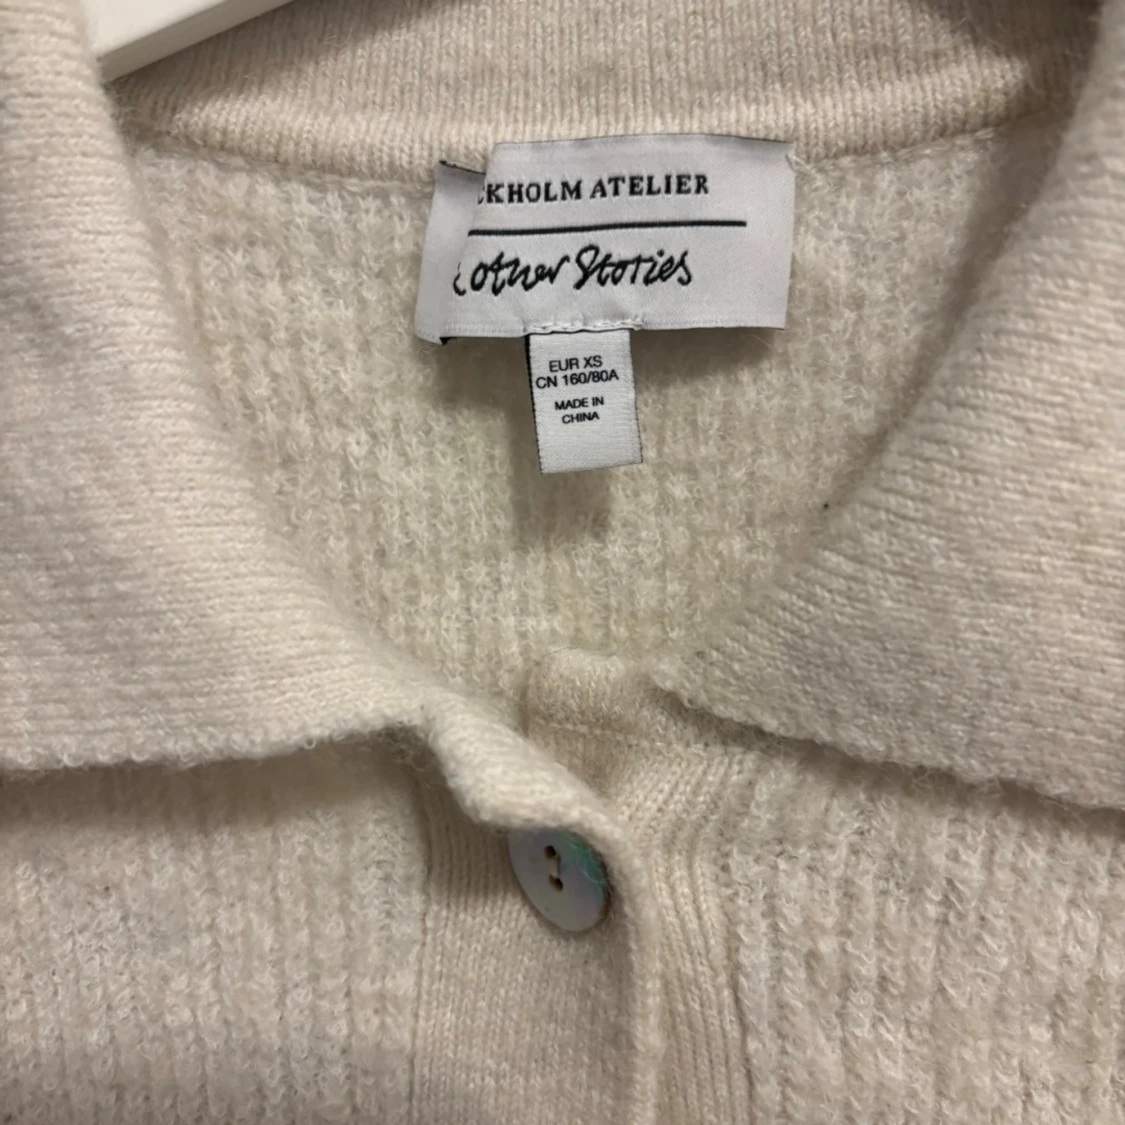 CKHOLM ATELIER
& other Stories
EUR XS
CN 160/80A
MADE IN
CHINA